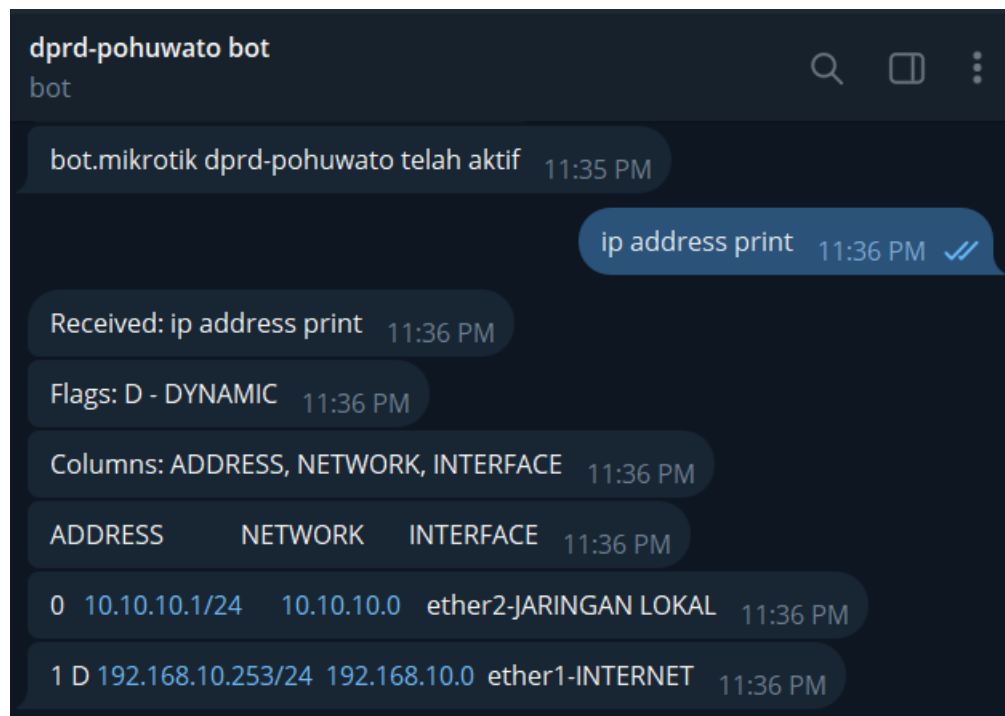 dprd-pohuwato bot
bot
bot.mikrotik dprd-pohuwato telah aktif 11:35 PM
ip address print 11:36 PM
Received: ip address print 11:36 PM
Flags: D - DYNAMIC 11:36 PM
Columns: ADDRESS, NETWORK, INTERFACE 11:36 PM
ADDRESS NETWORK INTERFACE 11:36 PM
0 10.10.10.1/24 10.10.10.0 ether2-JARINGAN LOKAL 11:36 PM
1 D 192.168.10.253/24 192.168.10.0 ether1-INTERNET 11:36 PM